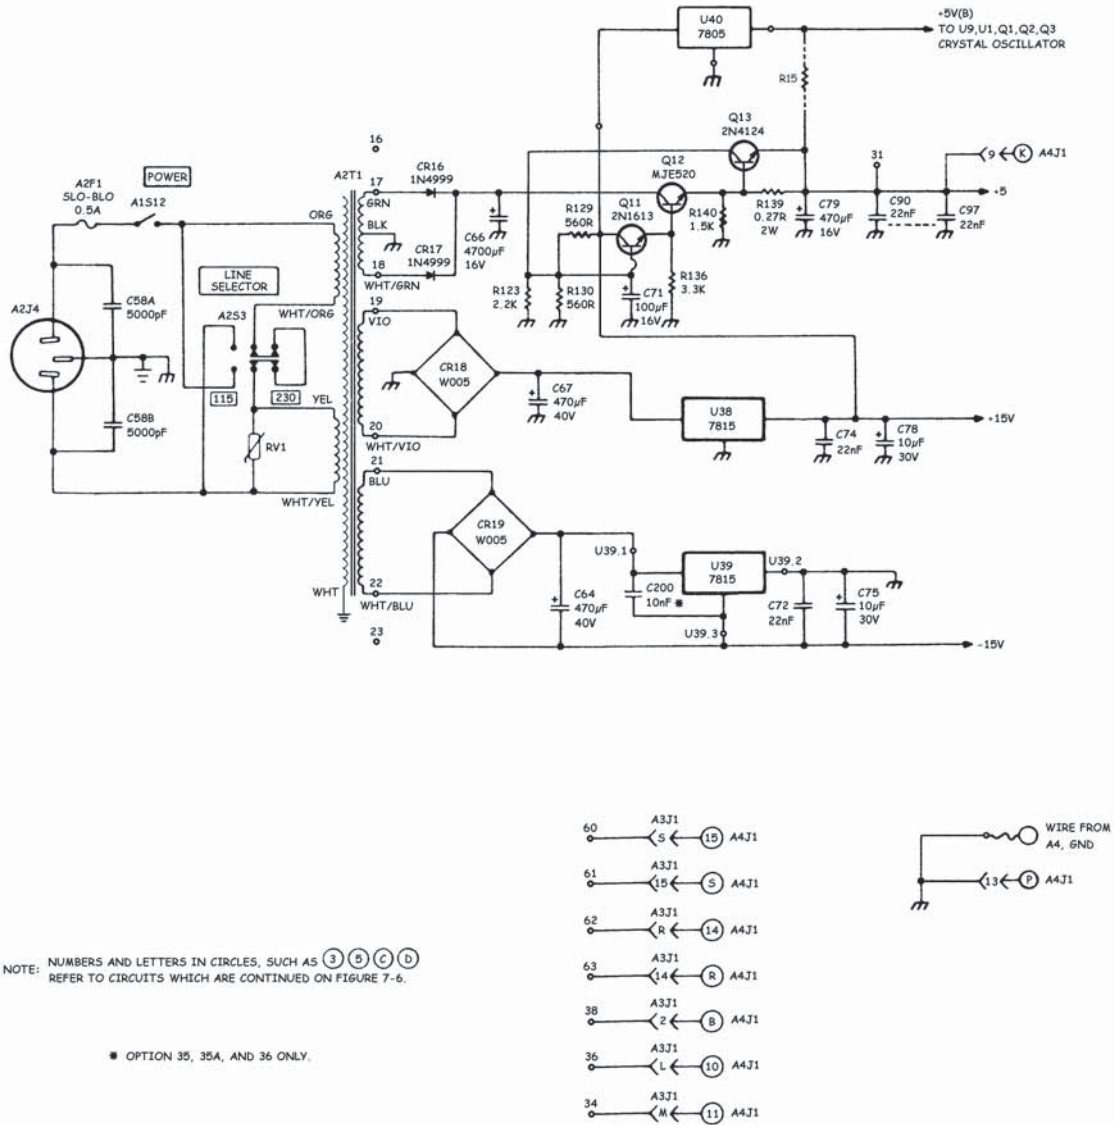 U40
7805
+5V(B)
TO U9,U1,Q1,Q2,Q3
CRYSTAL OSCILLATOR
R15
Q13
2N4124
Q12
MJE520
Q11
2N1613
31
9
K
A4J1
+5
16
A2F1
SLO-BLO
0.5A
POWER
A1S12
A2T1
ORG
17
GRN
CR16
1N4999
BLK
C66
4700µF
16V
CR17
1N4999
18
WHT/GRN
R129
560R
R140
1.5K
R139
0.27R
2W
C79
470µF
16V
C90
22nF
C97
22nF
R123
2.2K
R130
560R
C71
100µF
16V
R136
3.3K
LINE
SELECTOR
A2S3
WHT/ORG
A2J4
C58A
5000pF
115
230
C58B
5000pF
RV1
YEL
WHT/YEL
WHT
19
VIO
CR18
W005
20
WHT/VIO
C67
470µF
40V
U38
7815
C74
22nF
C78
10µF
30V
+15V
21
BLU
CR19
W005
22
WHT/BLU
23
C64
470µF
40V
U39.1
C200
10nF *
U39
7815
U39.2
U39.3
C72
22nF
C75
10µF
30V
-15V
60
A3J1
S
15
A4J1
61
A3J1
15
S
A4J1
62
A3J1
R
14
A4J1
63
A3J1
14
R
A4J1
38
A3J1
2
B
A4J1
36
A3J1
L
10
A4J1
34
A3J1
M
11
A4J1
WIRE FROM
A4, GND
13
P
A4J1
NOTE: NUMBERS AND LETTERS IN CIRCLES, SUCH AS 3 5 C D
REFER TO CIRCUITS WHICH ARE CONTINUED ON FIGURE 7-6.
* OPTION 35, 35A, AND 36 ONLY.